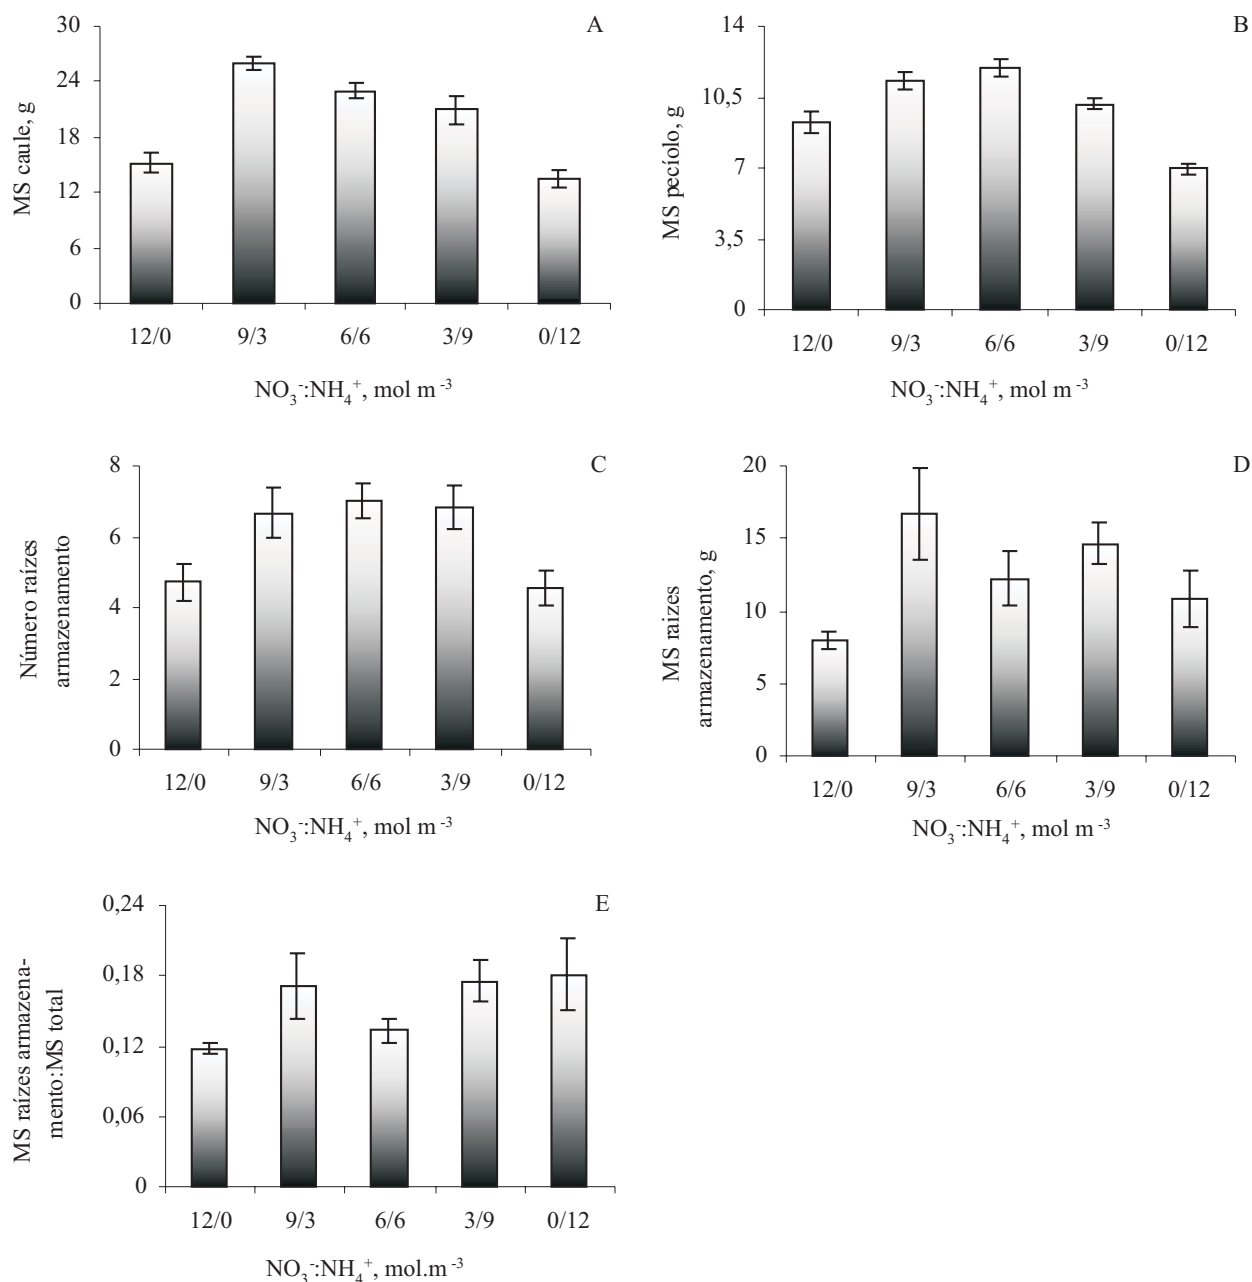 A
MS caule, g
30
24
18
12
6
0
12/0 9/3 6/6 3/9 0/12
NO₃⁻:NH₄⁺, mol m⁻³
B
MS pecíolo, g
14
10,5
7
3,5
0
12/0 9/3 6/6 3/9 0/12
NO₃⁻:NH₄⁺, mol m⁻³
C
Número raízes
armazenamento
8
6
4
2
0
12/0 9/3 6/6 3/9 0/12
NO₃⁻:NH₄⁺, mol m⁻³
D
MS raizes
armazenamento, g
20
15
10
5
0
12/0 9/3 6/6 3/9 0/12
NO₃⁻:NH₄⁺, mol m⁻³
E
MS raízes armazena-
mento:MS total
0,24
0,18
0,12
0,06
0
12/0 9/3 6/6 3/9 0/12
NO₃⁻:NH₄⁺, mol.m⁻³